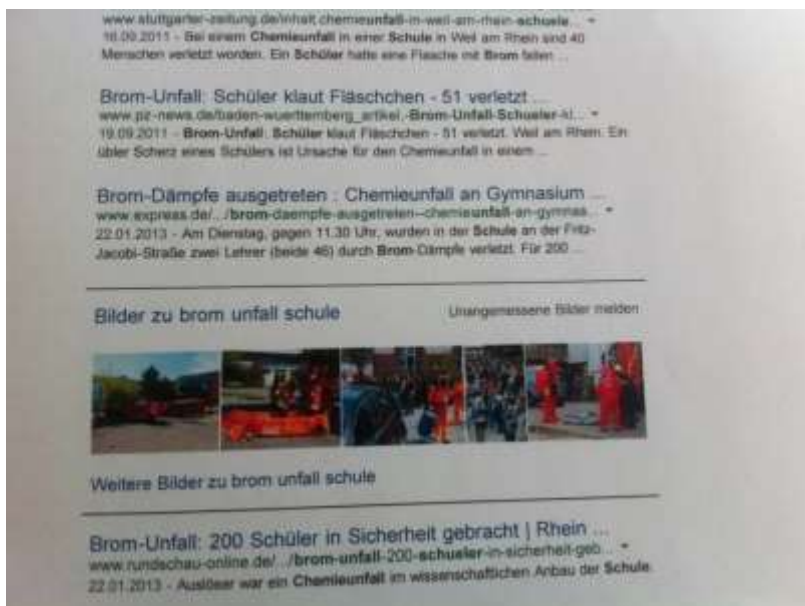 www.stuttgarter-zeitung.de/inhalt.chemieunfall-in-weil-am-rhein-schuele...
16.09.2011 - Bei einem Chemieunfall in einer Schule in Weil am Rhein sind 40
Menschen verletzt worden. Ein Schüler hatte eine Flasche mit Brom fallen ...
Brom-Unfall: Schüler klaut Fläschchen - 51 verletzt ...
www.pz-news.de/baden-wuerttemberg_artikel,-Brom-Unfall-Schueler-kl...
19.09.2011 - Brom-Unfall: Schüler klaut Fläschchen - 51 verletzt. Weil am Rhein. Ein
übler Scherz eines Schülers ist Ursache für den Chemieunfall in einem ...
Brom-Dämpfe ausgetreten : Chemieunfall an Gymnasium ...
www.express.de/.../brom-daempfe-ausgetreten--chemieunfall-an-gymnas...
22.01.2013 - Am Dienstag, gegen 11.30 Uhr, wurden in der Schule an der Fritz-
Jacobi-Straße zwei Lehrer (beide 46) durch Brom-Dämpfe verletzt. Für 200 ...
Bilder zu brom unfall schule
Unangemessene Bilder melden
Weitere Bilder zu brom unfall schule
Brom-Unfall: 200 Schüler in Sicherheit gebracht | Rhein ...
www.rundschau-online.de/.../brom-unfall-200-schueler-in-sicherheit-geb...
22.01.2013 - Auslöser war ein Chemieunfall im wissenschaftlichen Anbau der Schule.